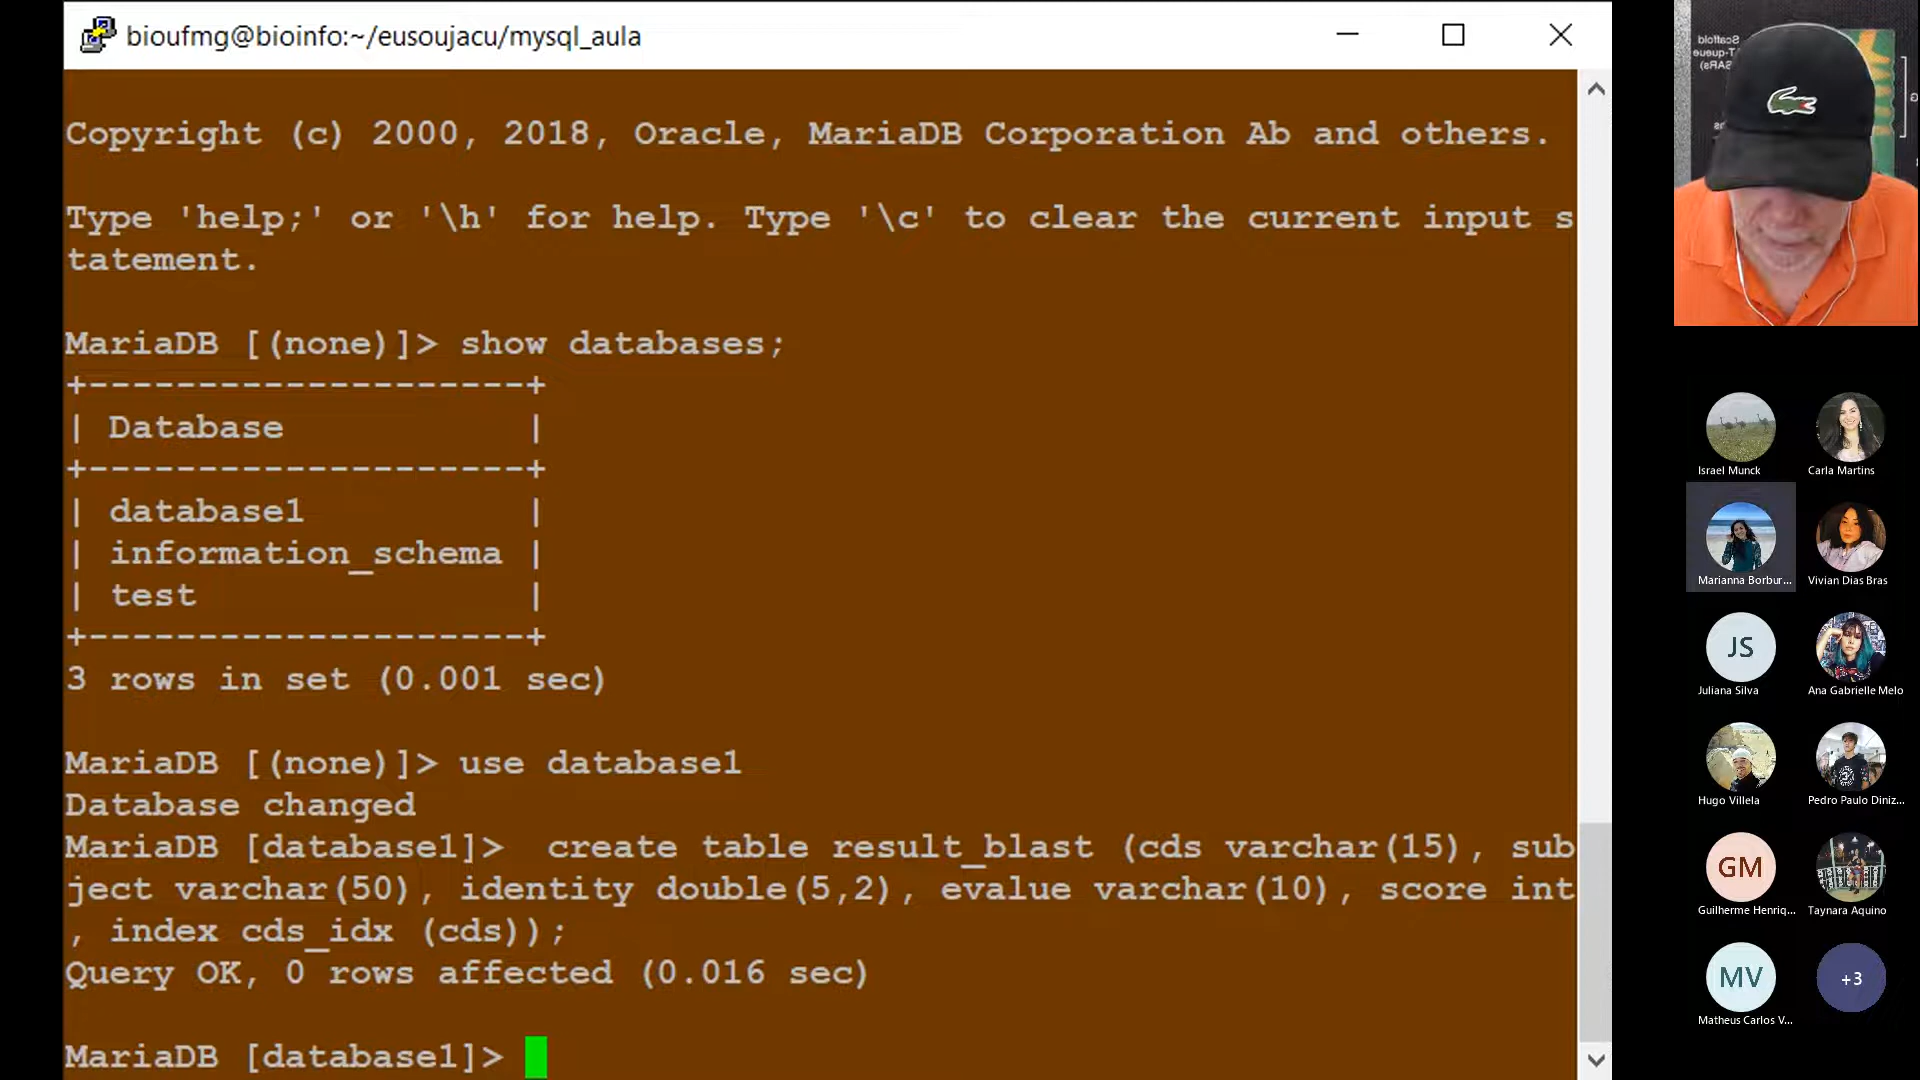 bioufmg@bioinfo:~/eusoujacu/mysql_aula
Copyright (c) 2000, 2018, Oracle, MariaDB Corporation Ab and others.
Type 'help;' or '\h' for help. Type '\c' to clear the current input s
tatement.
MariaDB [(none)]> show databases;
+--------------------+
| Database           |
+--------------------+
| database1          |
| information_schema |
| test               |
+--------------------+
3 rows in set (0.001 sec)
MariaDB [(none)]> use database1
Database changed
MariaDB [database1]>  create table result_blast (cds varchar(15), sub
ject varchar(50), identity double(5,2), evalue varchar(10), score int
, index cds_idx (cds));
Query OK, 0 rows affected (0.016 sec)
MariaDB [database1]>
Scaffold
T-queue
SARs)
Israel Munck
Carla Martins
Marianna Borbur...
Vivian Dias Bras
JS
Juliana Silva
Ana Gabrielle Melo
Hugo Villela
Pedro Paulo Diniz...
GM
Guilherme Henriq...
Taynara Aquino
MV
Matheus Carlos V...
+3